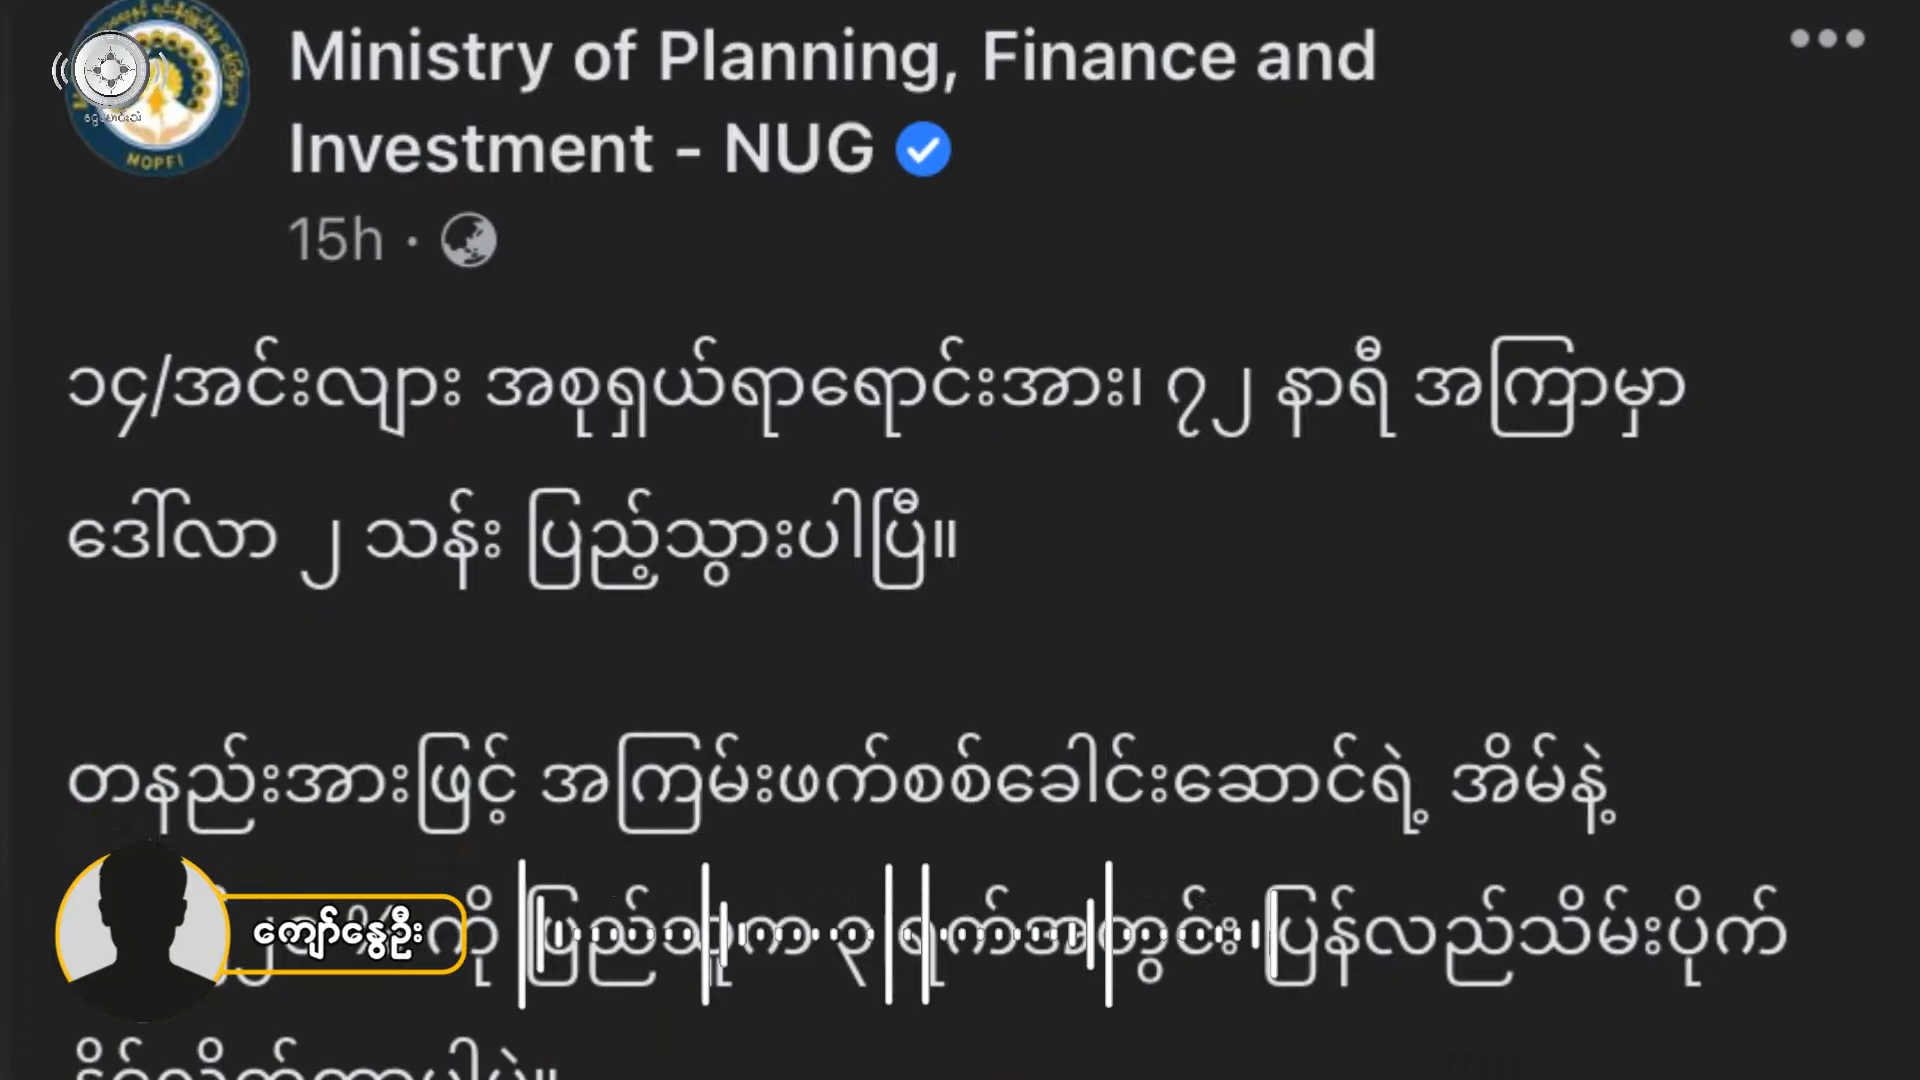 Ministry of Planning, Finance and
Investment - NUG
15h ·
MOPFI
၁၄/အင်းလျား အစုရှယ်ရာရောင်းအား၊ ၇၂ နာရီ အကြာမှာ
ဒေါ်လာ ၂ သန်း ပြည့်သွားပါပြီ။
တနည်းအားဖြင့် အကြမ်းဖက်စစ်ခေါင်းဆောင်ရဲ့ အိမ်နဲ့
ကို ပြည်သူက ၃ ရက်အတွင်း၊ ပြန်လည်သိမ်းပိုက်
ကျော်နွေဦး